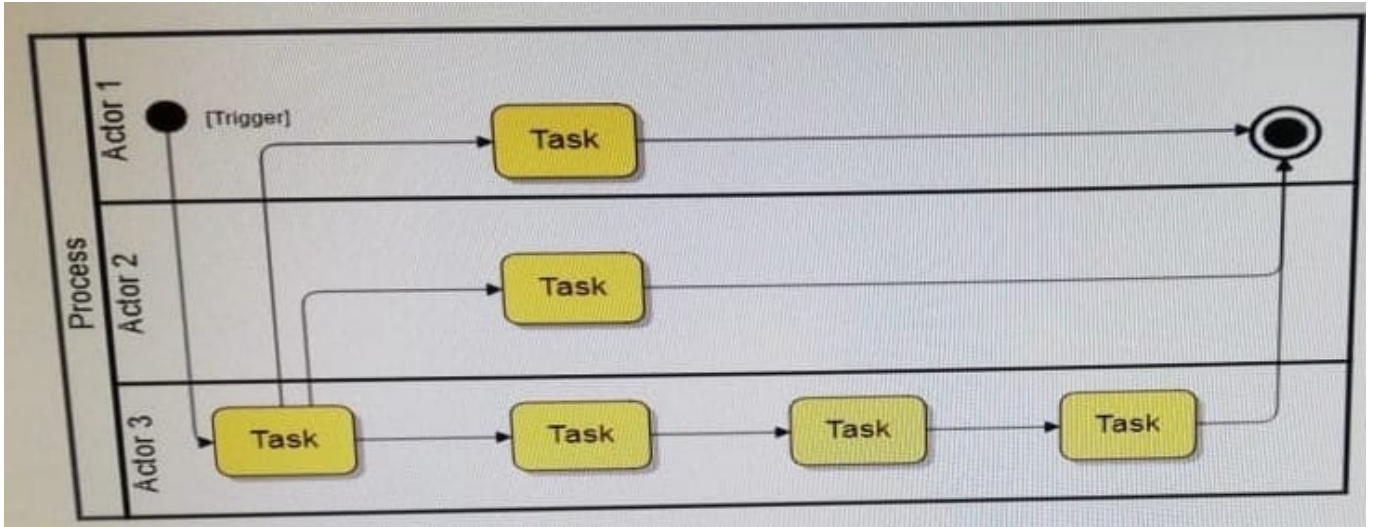 Process
Actor 1
[Trigger]
Task
Actor 2
Task
Actor 3
Task
Task
Task
Task